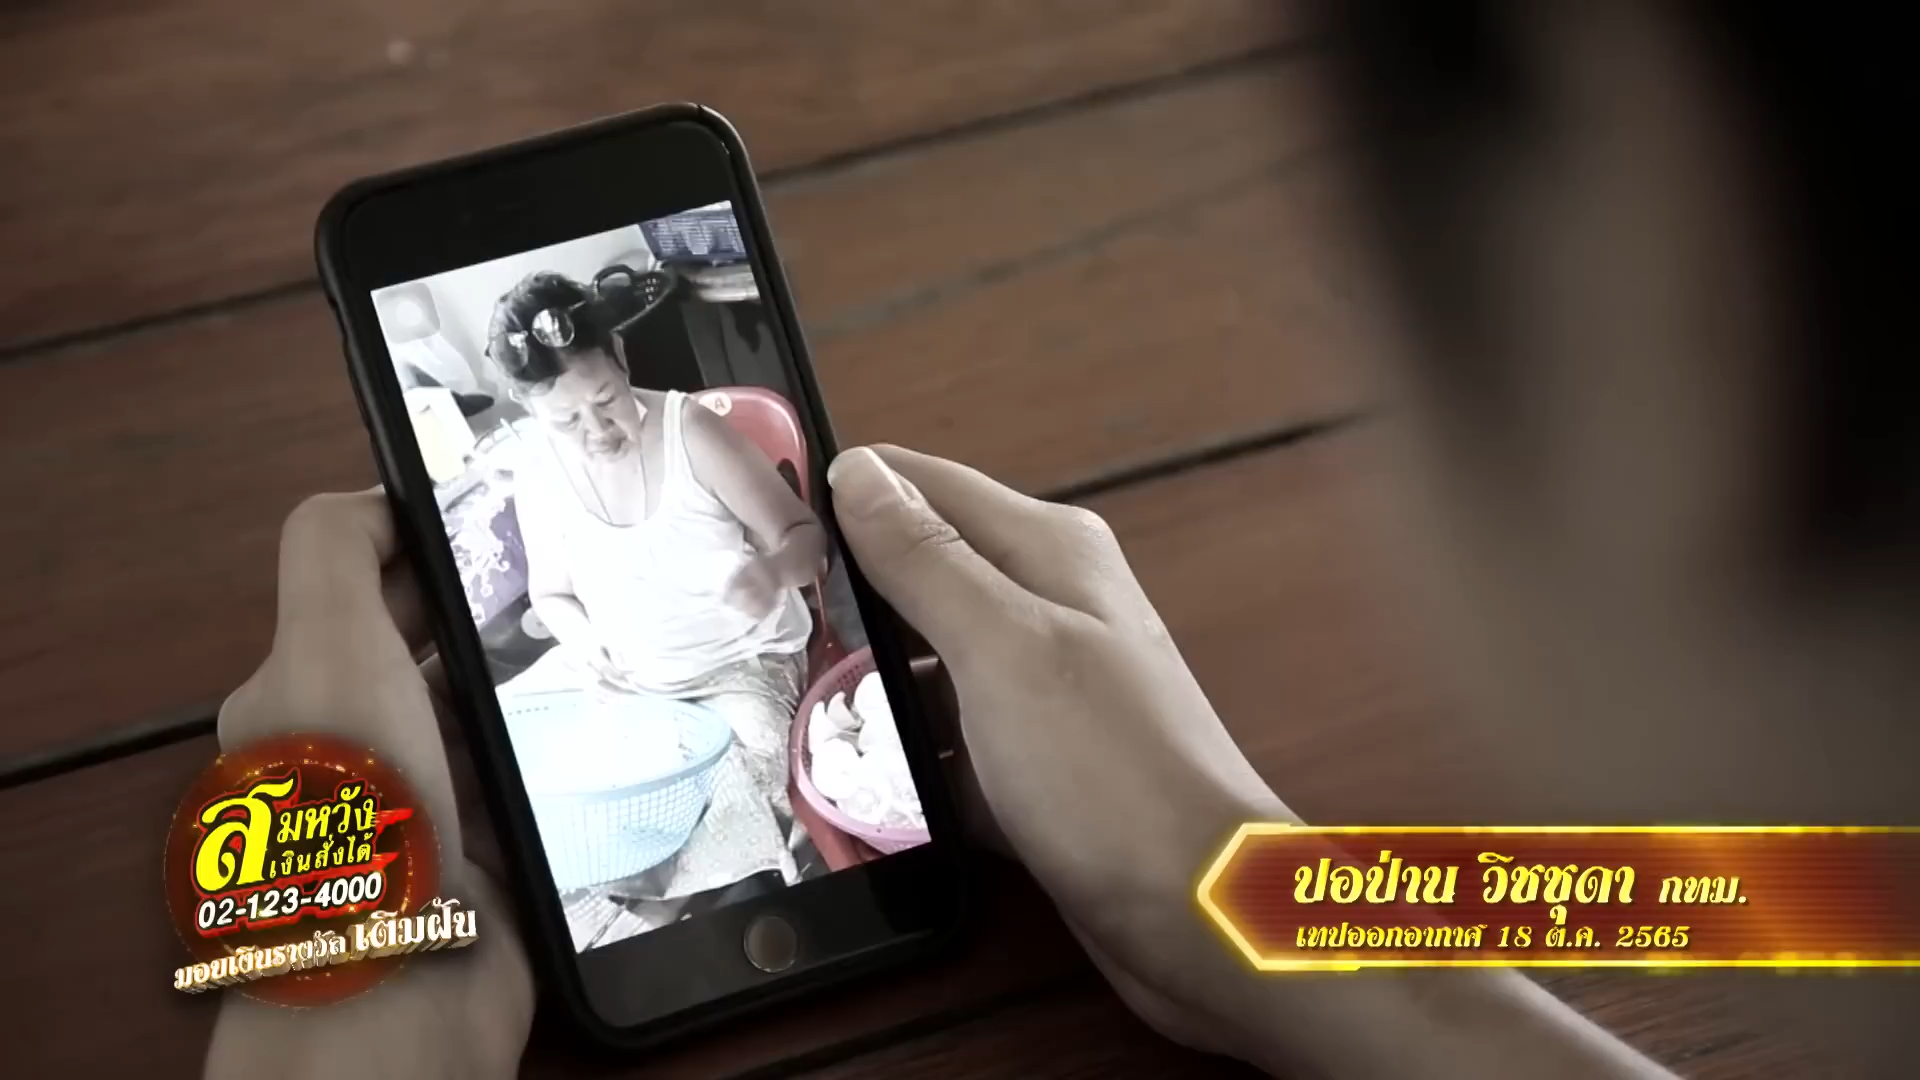 สมหวัง
เงินสั่งได้
02-123-4000
มอบเงินรางวัล เติมฝัน
ปอป่าน วิชชุดา กทม.
เทปออกอากาศ 18 ต.ค. 2565
A